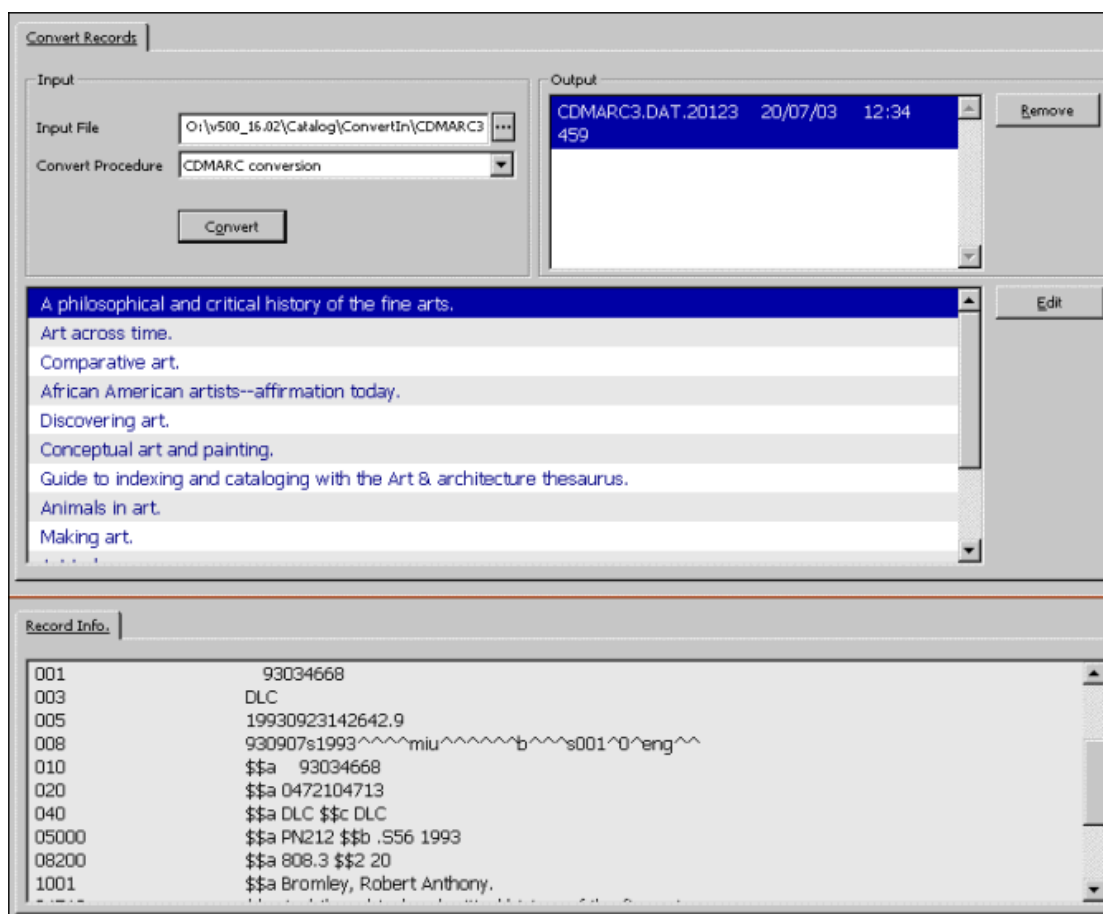 Convert Records
Input
Input File O:\v500_16.02\Catalog\ConvertIn\CDMARC3 ...
Convert Procedure CDMARC conversion
Convert
Output
CDMARC3.DAT.20123 20/07/03 12:34
459
Remove
A philosophical and critical history of the fine arts.
Art across time.
Comparative art.
African American artists--affirmation today.
Discovering art.
Conceptual art and painting.
Guide to indexing and cataloging with the Art & architecture thesaurus.
Animals in art.
Making art.
Edit
Record Info.
001 93034668
003 DLC
005 19930923142642.9
008 930907s1993^^^^miu^^^^^^b^^^s001^0^eng^^
010 $$a 93034668
020 $$a 0472104713
040 $$a DLC $$c DLC
05000 $$a PN212 $$b .S56 1993
08200 $$a 808.3 $$2 20
1001 $$a Bromley, Robert Anthony.